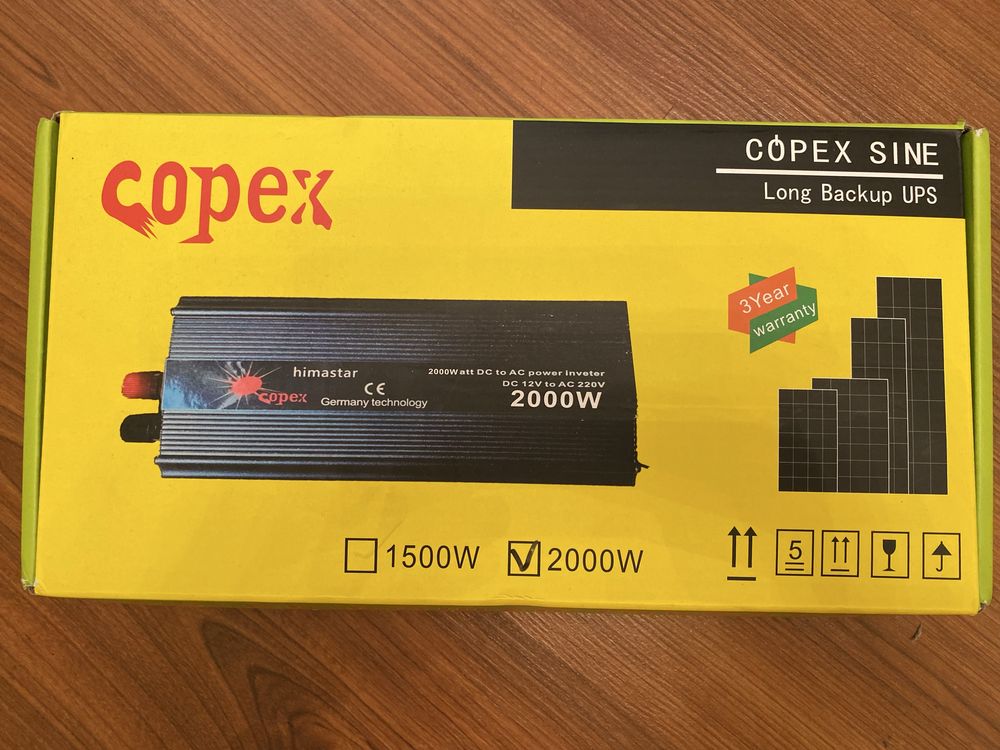 copex
COPEX SINE
Long Backup UPS
3Year
warranty
himastar
copex
CE
Germany technology
2000Watt DC to AC power Inveter
DC 12V to AC 220V
2000W
1500W
2000W
5